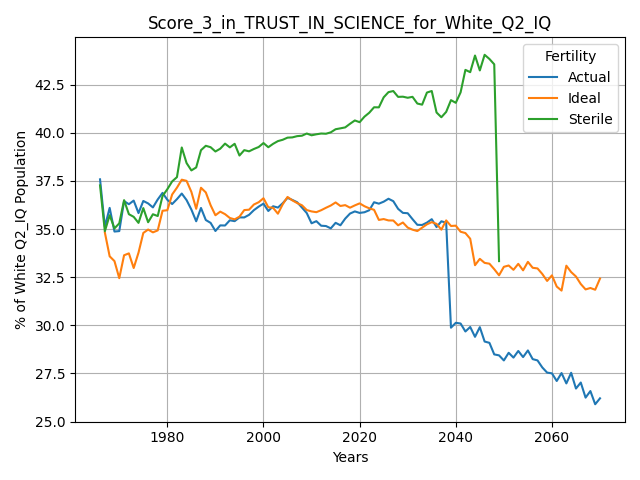 Score_3_in_TRUST_IN_SCIENCE_for_White_Q2_IQ
% of White Q2_IQ Population
42.5
40.0
37.5
35.0
32.5
30.0
27.5
25.0
Fertility
Actual
Ideal
Sterile
1980
2000
2020
2040
2060
Years